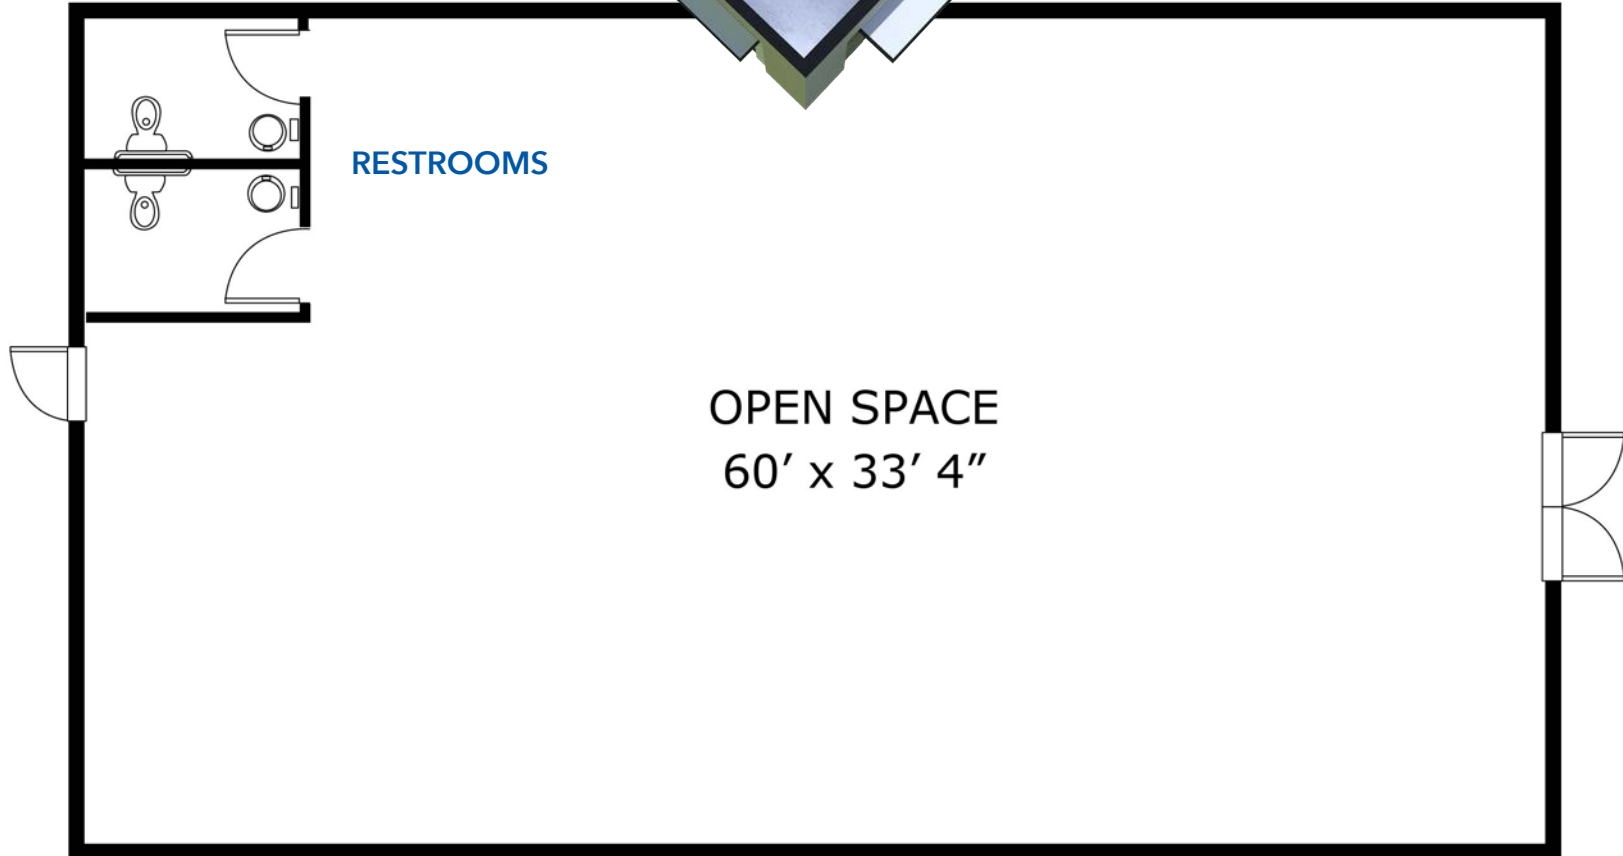 RESTROOMS
OPEN SPACE
60’ x 33’ 4”